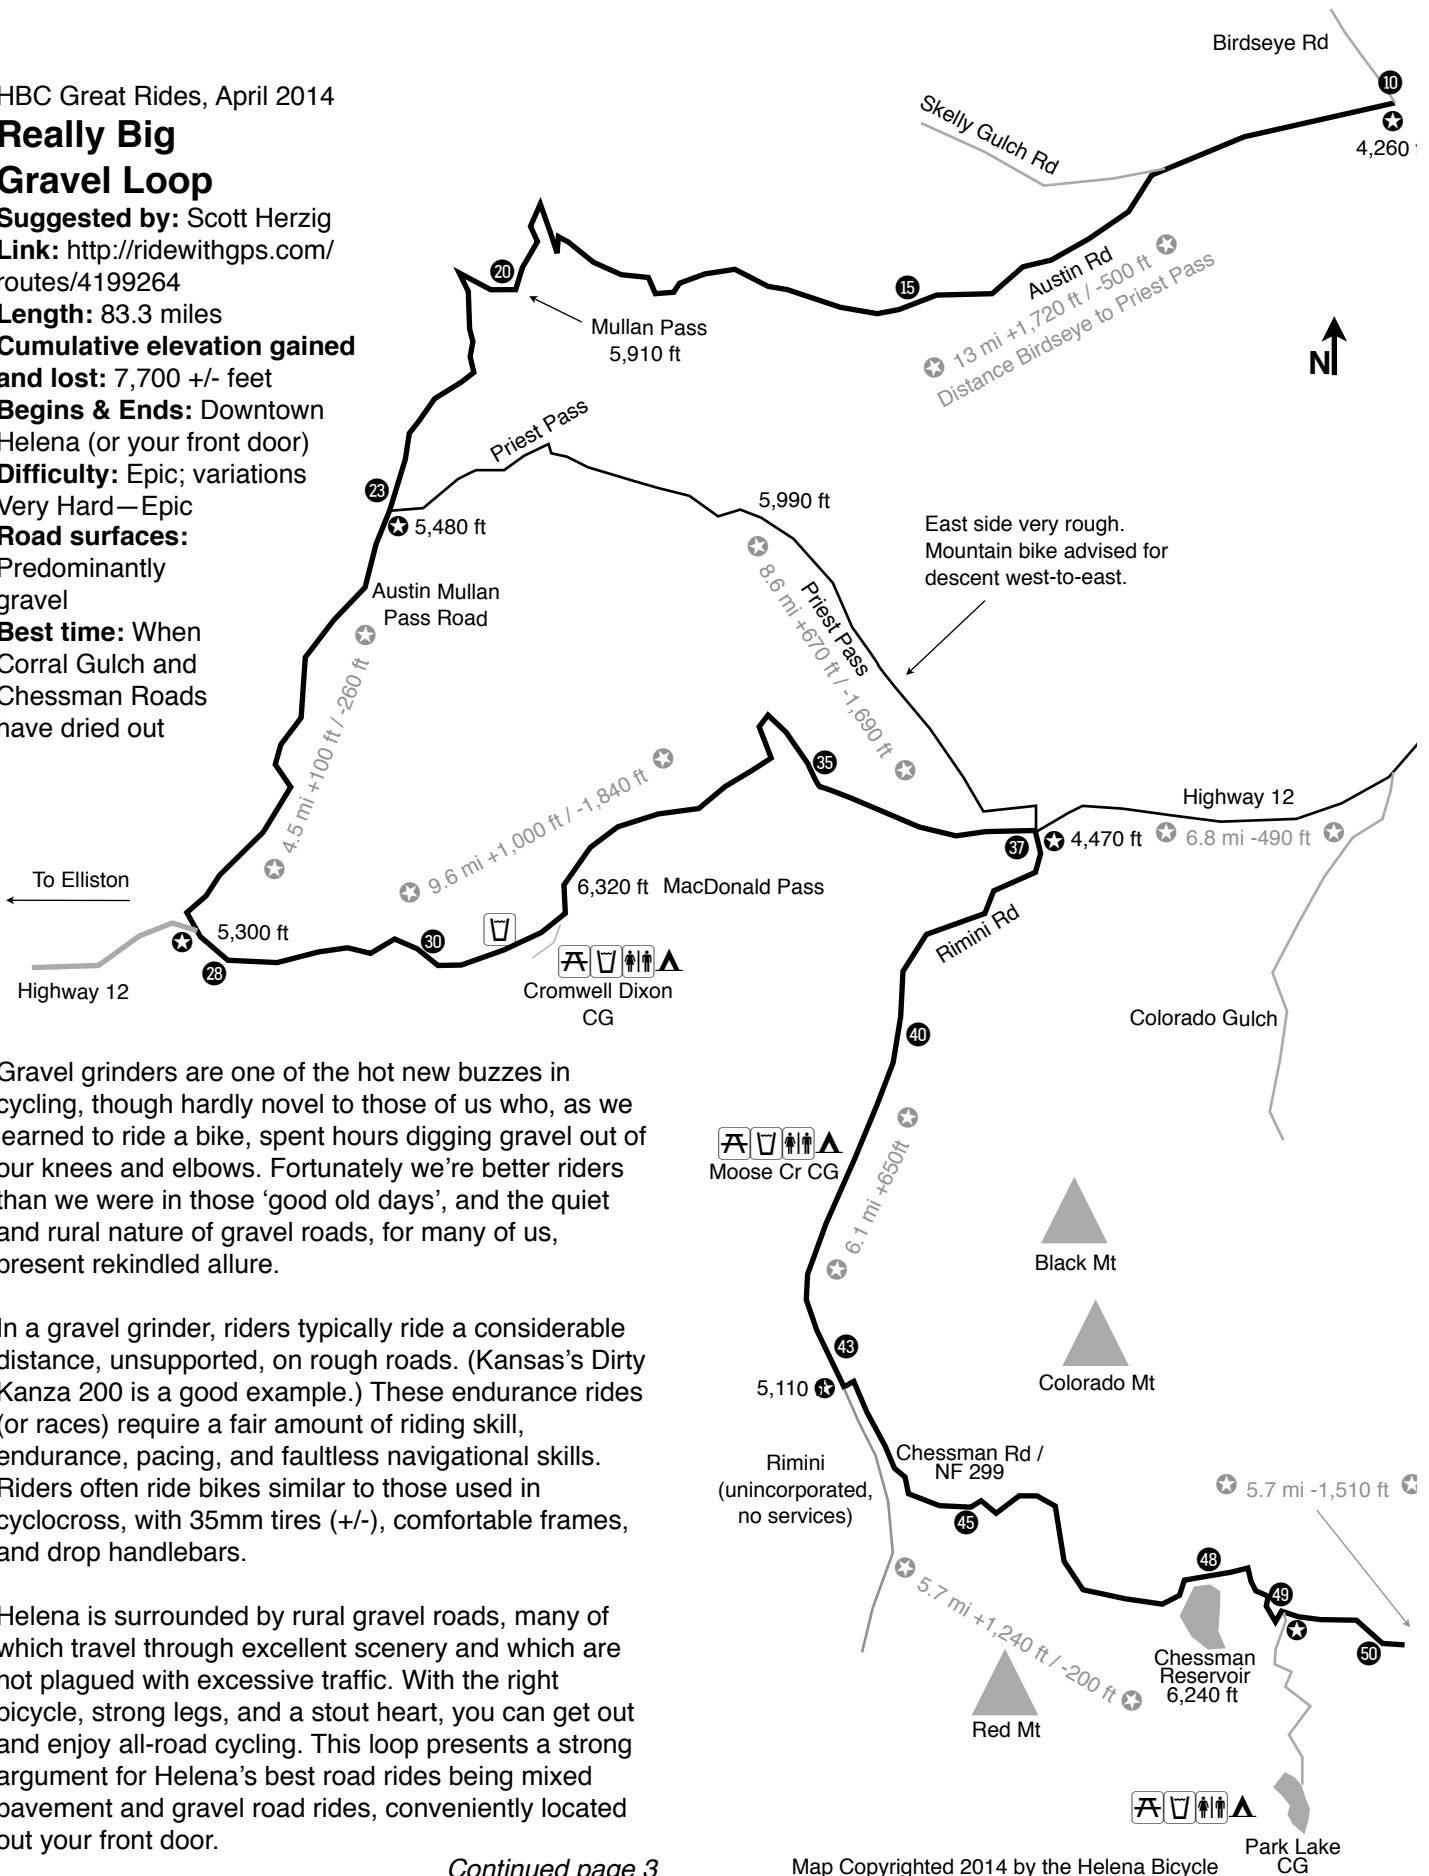 HBC Great Rides, April 2014
Really Big
Gravel Loop
Suggested by: Scott Herzig
Link: http://ridewithgps.com/
routes/4199264
Length: 83.3 miles
Cumulative elevation gained
and lost: 7,700 +/- feet
Begins & Ends: Downtown
Helena (or your front door)
Difficulty: Epic; variations
Very Hard—Epic
Road surfaces:
Predominantly
gravel
Best time: When
Corral Gulch and
Chessman Roads
have dried out
Birdseye Rd
10
4,260
Skelly Gulch Rd
Austin Rd
13 mi +1,720 ft / -500 ft
Distance Birdseye to Priest Pass
15
20
Mullan Pass
5,910 ft
N
Priest Pass
23
5,480 ft
5,990 ft
East side very rough.
Mountain bike advised for
descent west-to-east.
Austin Mullan
Pass Road
Priest Pass
8.6 mi +670 ft / -1,690 ft
4.5 mi +100 ft / -260 ft
9.6 mi +1,000 ft / -1,840 ft
35
Highway 12
6.8 mi -490 ft
37
4,470 ft
To Elliston
6,320 ft MacDonald Pass
5,300 ft
28
30
Highway 12
Cromwell Dixon
CG
Rimini Rd
Colorado Gulch
40
Moose Cr CG
6.1 mi +650ft
Black Mt
Colorado Mt
43
5,110
Rimini
(unincorporated,
no services)
Chessman Rd /
NF 299
45
5.7 mi -1,510 ft
48
49
50
5.7 mi +1,240 ft / -200 ft
Chessman
Reservoir
6,240 ft
Red Mt
Park Lake
CG
Gravel grinders are one of the hot new buzzes in
cycling, though hardly novel to those of us who, as we
learned to ride a bike, spent hours digging gravel out of
our knees and elbows. Fortunately we're better riders
than we were in those 'good old days', and the quiet
and rural nature of gravel roads, for many of us,
present rekindled allure.
In a gravel grinder, riders typically ride a considerable
distance, unsupported, on rough roads. (Kansas's Dirty
Kanza 200 is a good example.) These endurance rides
(or races) require a fair amount of riding skill,
endurance, pacing, and faultless navigational skills.
Riders often ride bikes similar to those used in
cyclocross, with 35mm tires (+/-), comfortable frames,
and drop handlebars.
Helena is surrounded by rural gravel roads, many of
which travel through excellent scenery and which are
not plagued with excessive traffic. With the right
bicycle, strong legs, and a stout heart, you can get out
and enjoy all-road cycling. This loop presents a strong
argument for Helena's best road rides being mixed
pavement and gravel road rides, conveniently located
out your front door.
Continued page 3
Map Copyrighted 2014 by the Helena Bicycle